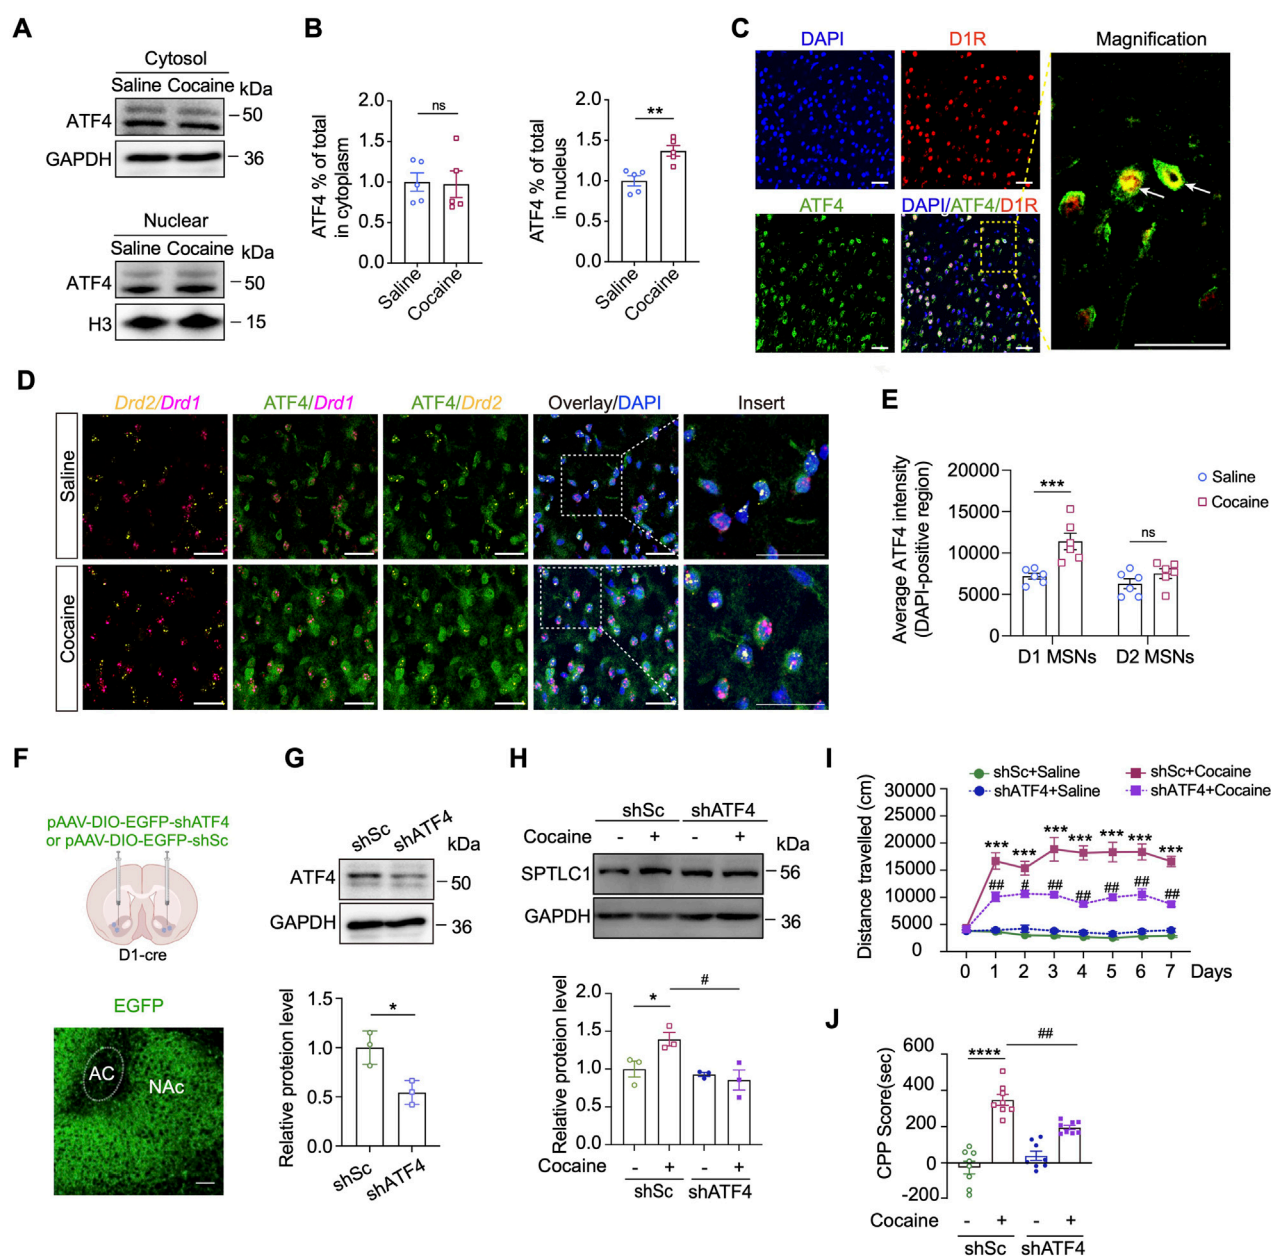 A
Cytosol
Saline Cocaine kDa
ATF4
50
GAPDH
36
Nuclear
Saline Cocaine kDa
ATF4
50
H3
15
B
ATF4 % of total
in cytoplasm
2.0
1.5
1.0
0.5
0.0
ns
Saline
Cocaine
ATF4 % of total
in nucleus
2.0
1.5
1.0
0.5
0.0
**
Saline
Cocaine
C
DAPI
D1R
Magnification
ATF4
DAPI/ATF4/D1R
D
Drd2/Drd1
ATF4/Drd1
ATF4/Drd2
Overlay/DAPI
Insert
Saline
Cocaine
E
Average ATF4 intensity
(DAPI-positive region)
20000
15000
10000
5000
0
***
ns
Saline
Cocaine
D1 MSNs
D2 MSNs
F
pAAV-DIO-EGFP-shATF4
or pAAV-DIO-EGFP-shSc
D1-cre
EGFP
AC
NAc
G
shSc
shATF4
kDa
ATF4
50
GAPDH
36
Relative proteion level
1.5
1.0
0.5
0.0
*
shSc
shATF4
H
shSc
shATF4
Cocaine - + - + kDa
SPTLC1
56
GAPDH
36
Relative proteion level
2.0
1.5
1.0
0.5
0.0
*
#
Cocaine - + - +
shSc
shATF4
I
shSc+Saline
shSc+Cocaine
shATF4+Saline
shATF4+Cocaine
Distance travelled (cm)
30000
25000
20000
15000
10000
5000
0
*** *** *** *** *** *** ***
## # ## ## ## ## ##
0 1 2 3 4 5 6 7 Days
J
CPP Score(sec)
600
400
200
0
-200
****
##
Cocaine - + - +
shSc
shATF4